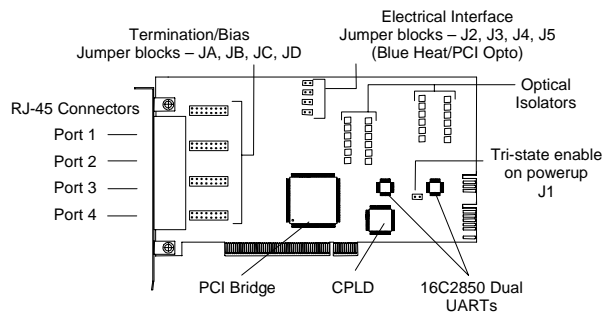 Termination/Bias
Jumper blocks – JA, JB, JC, JD
Electrical Interface
Jumper blocks – J2, J3, J4, J5
(Blue Heat/PCI Opto)
Optical
Isolators
RJ-45 Connectors
Port 1
Port 2
Port 3
Port 4
Tri-state enable
on powerup
J1
PCI Bridge
CPLD
16C2850 Dual
UARTs